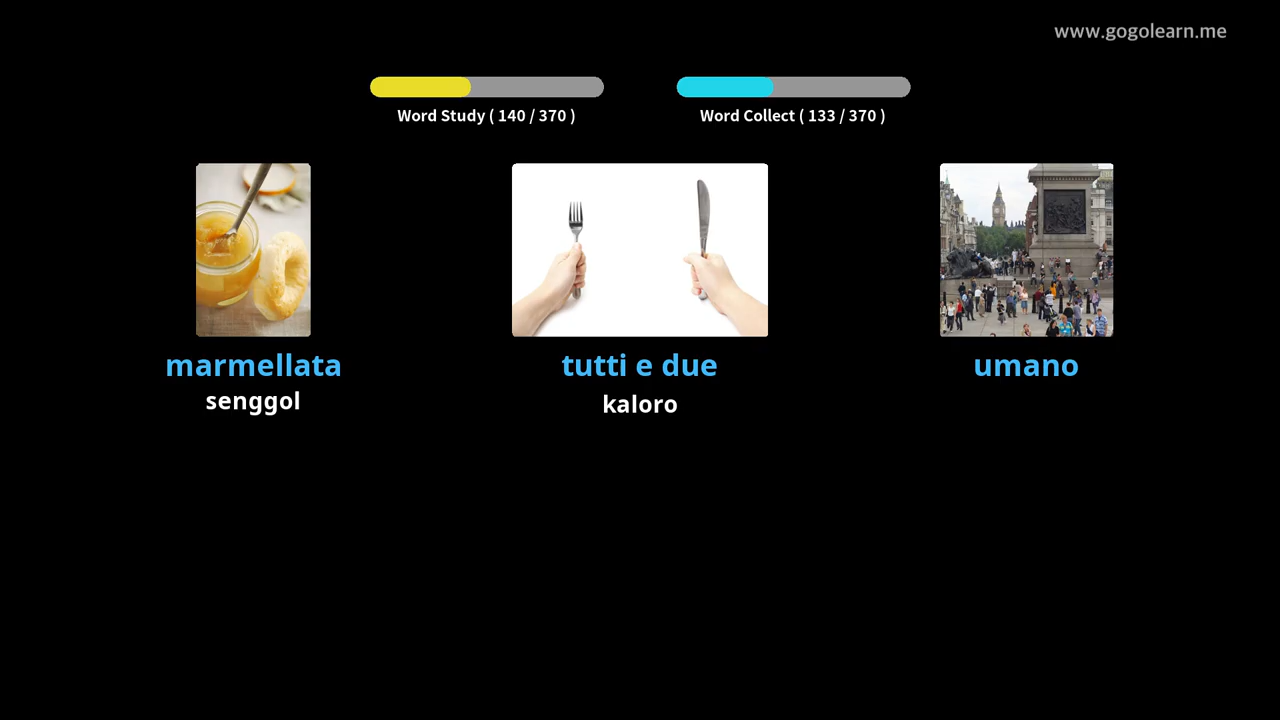 www.gogolearn.me
Word Study ( 140 / 370 )
Word Collect ( 133 / 370 )
marmellata
senggol
tutti e due
kaloro
umano